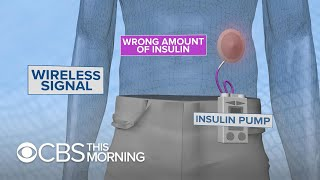 WRONG AMOUNT
OF INSULIN
WIRELESS
SIGNAL
INSULIN PUMP
CBS THIS
MORNING